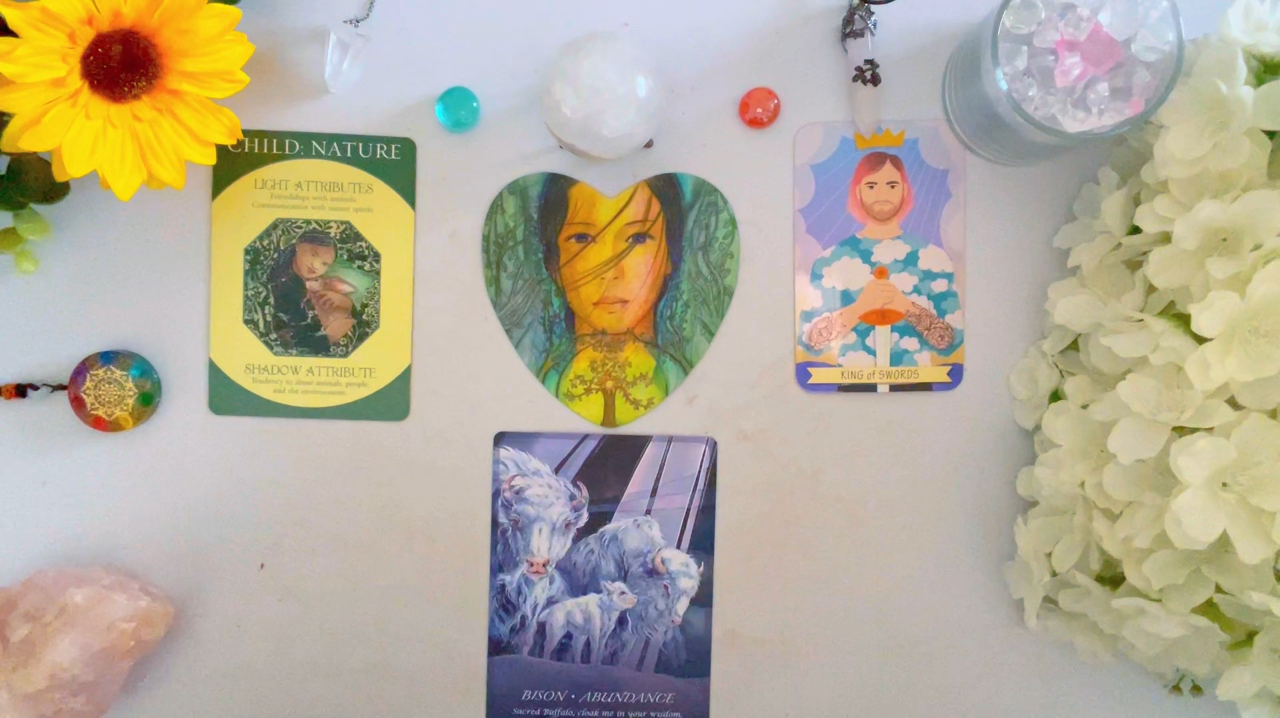 CHILD: NATURE
LIGHT ATTRIBUTES
Friendships with animals.
Communication with nature spirits.
SHADOW ATTRIBUTE
Tendency to abuse animals, people,
and the environment.
KING of SWORDS
BISON • ABUNDANCE
Sacred Buffalo, cloak me in your wisdom.